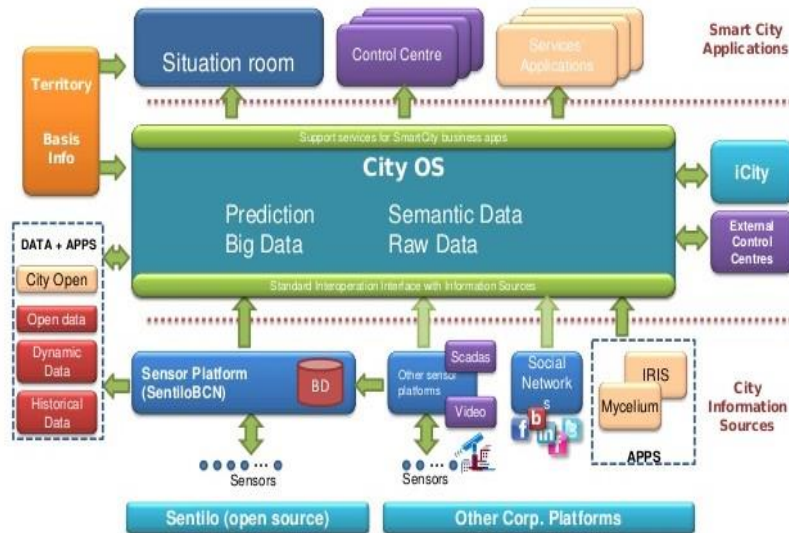 Smart City
Applications
Situation room
Control Centre
Services
Applications
Territory
Basis
Info
Support services for SmartCity business apps
City OS
Prediction
Semantic Data
Big Data
Raw Data
Standard Interoperation Interface with Information Sources
iCity
External
Control
Centres
DATA + APPS
City Open
Open data
Dynamic
Data
Historical
Data
Sensor Platform
(SentiloBCN)
BD
Other sensor
platforms
Scadas
Video
Social
Network
s
f
b
in
t
f
IRIS
Mycelium
APPS
City
Information
Sources
...
Sensors
...
Sensors
Sentilo (open source)
Other Corp. Platforms